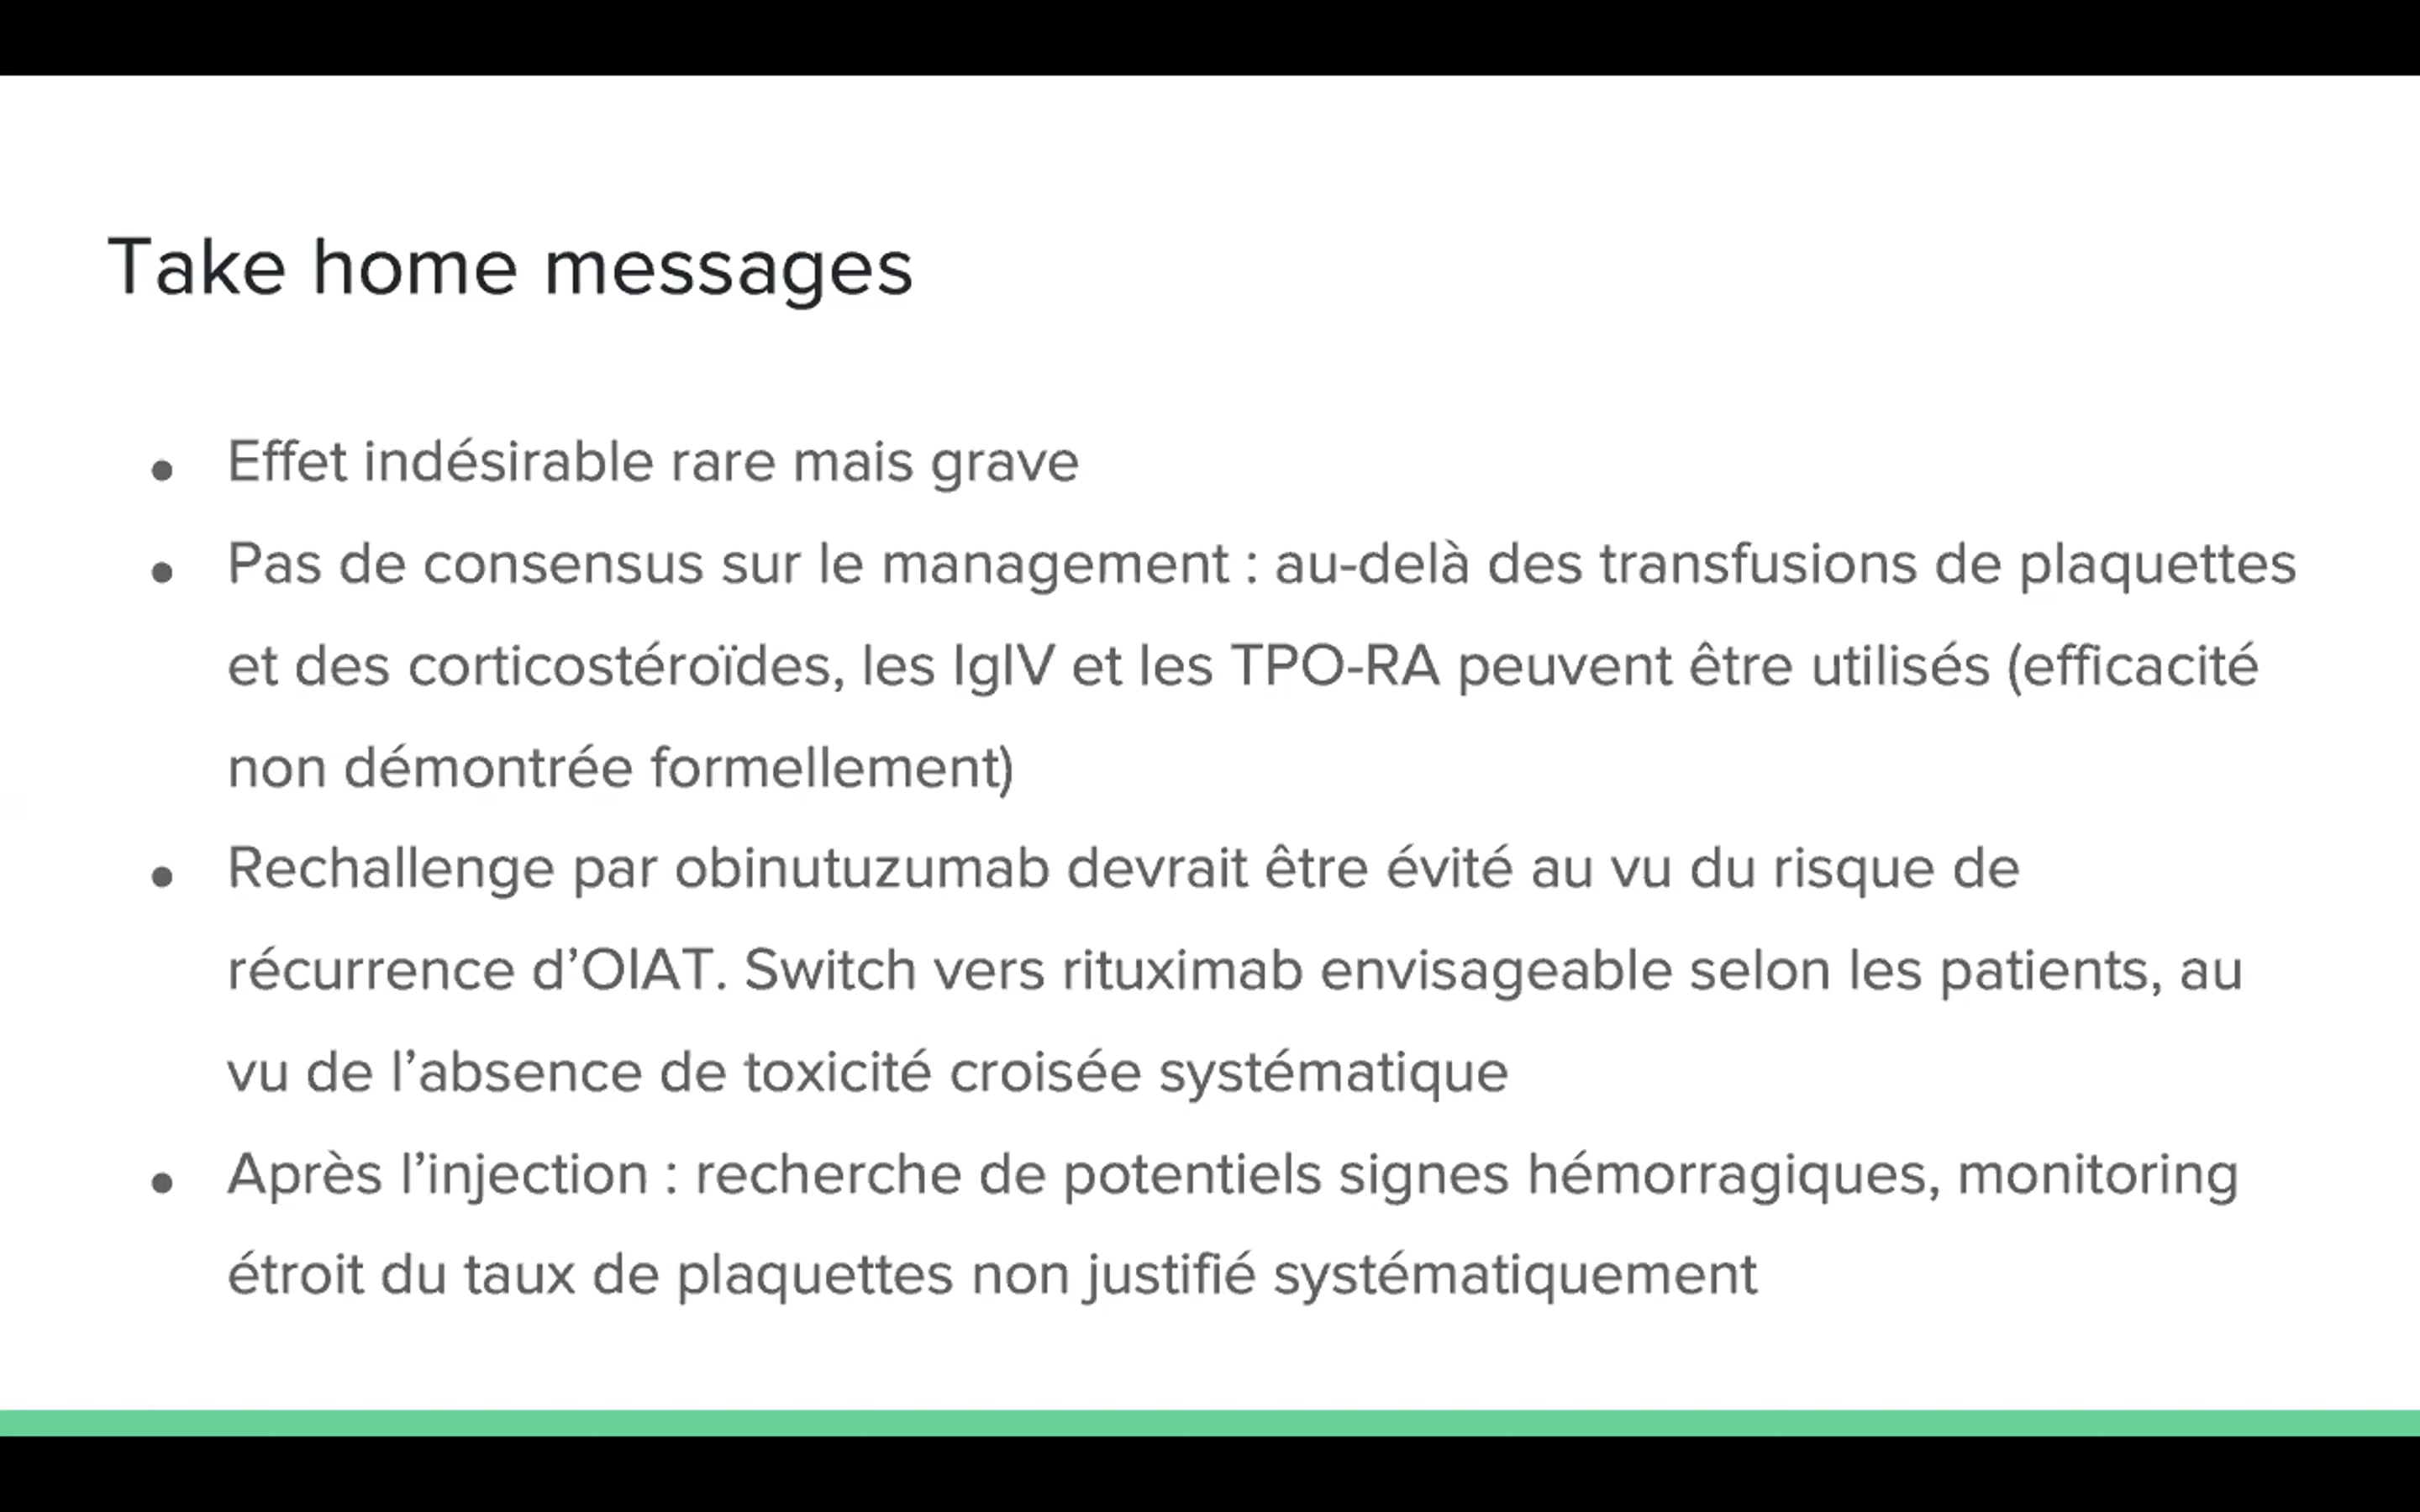 Take home messages
● Effet indésirable rare mais grave
● Pas de consensus sur le management : au-delà des transfusions de plaquettes
et des corticostéroïdes, les IgIV et les TPO-RA peuvent être utilisés (efficacité
non démontrée formellement)
● Rechallenge par obinutuzumab devrait être évité au vu du risque de
récurrence d’OIAT. Switch vers rituximab envisageable selon les patients, au
vu de l’absence de toxicité croisée systématique
● Après l’injection : recherche de potentiels signes hémorragiques, monitoring
étroit du taux de plaquettes non justifié systématiquement